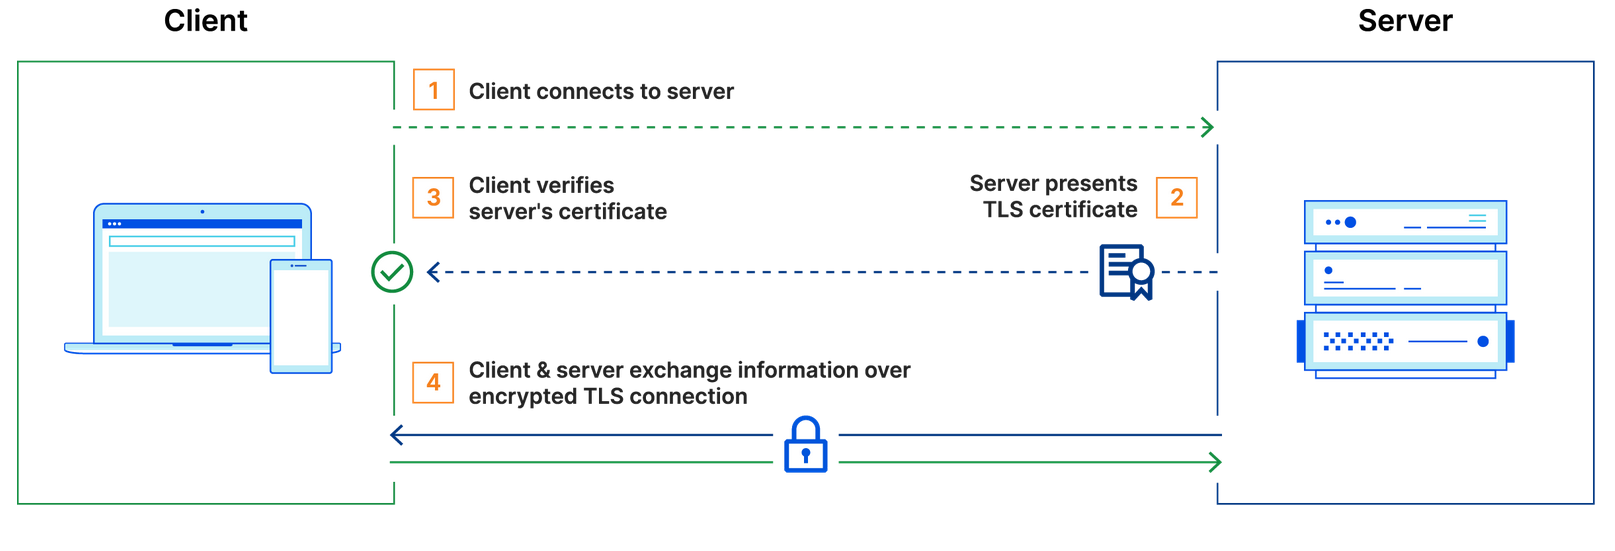 Client
Server
1
Client connects to server
3
Client verifies
server's certificate
Server presents
TLS certificate
2
4
Client & server exchange information over
encrypted TLS connection